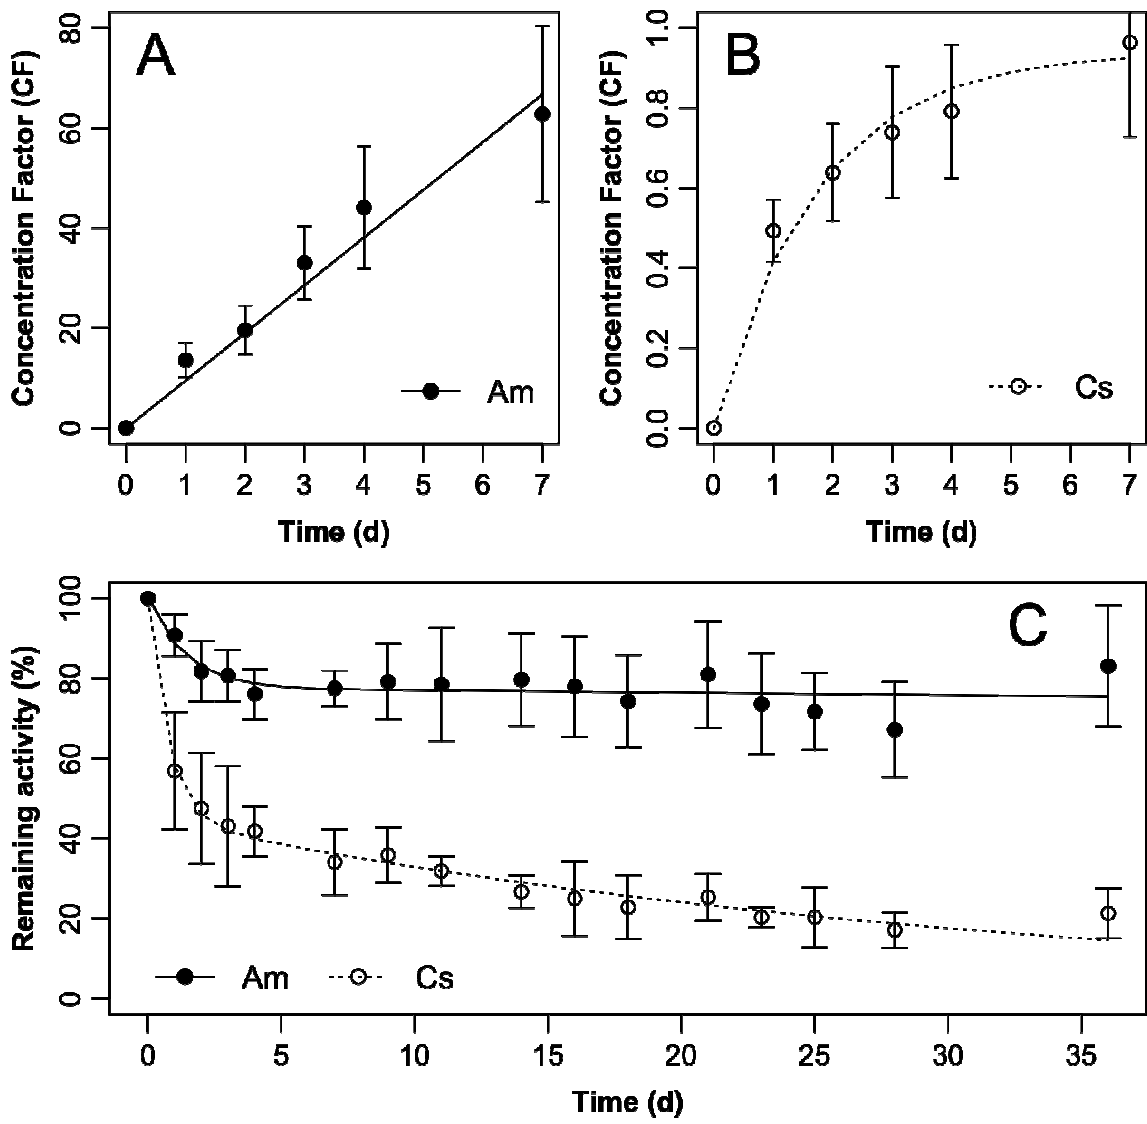 A
Concentration Factor (CF)
80
60
40
20
0
Am
0 1 2 3 4 5 6 7
Time (d)
B
Concentration Factor (CF)
1.0
0.8
0.6
0.4
0.2
0.0
Cs
0 1 2 3 4 5 6 7
Time (d)
C
Remaining activity (%)
100
80
60
40
20
0
Am Cs
0 5 10 15 20 25 30 35
Time (d)